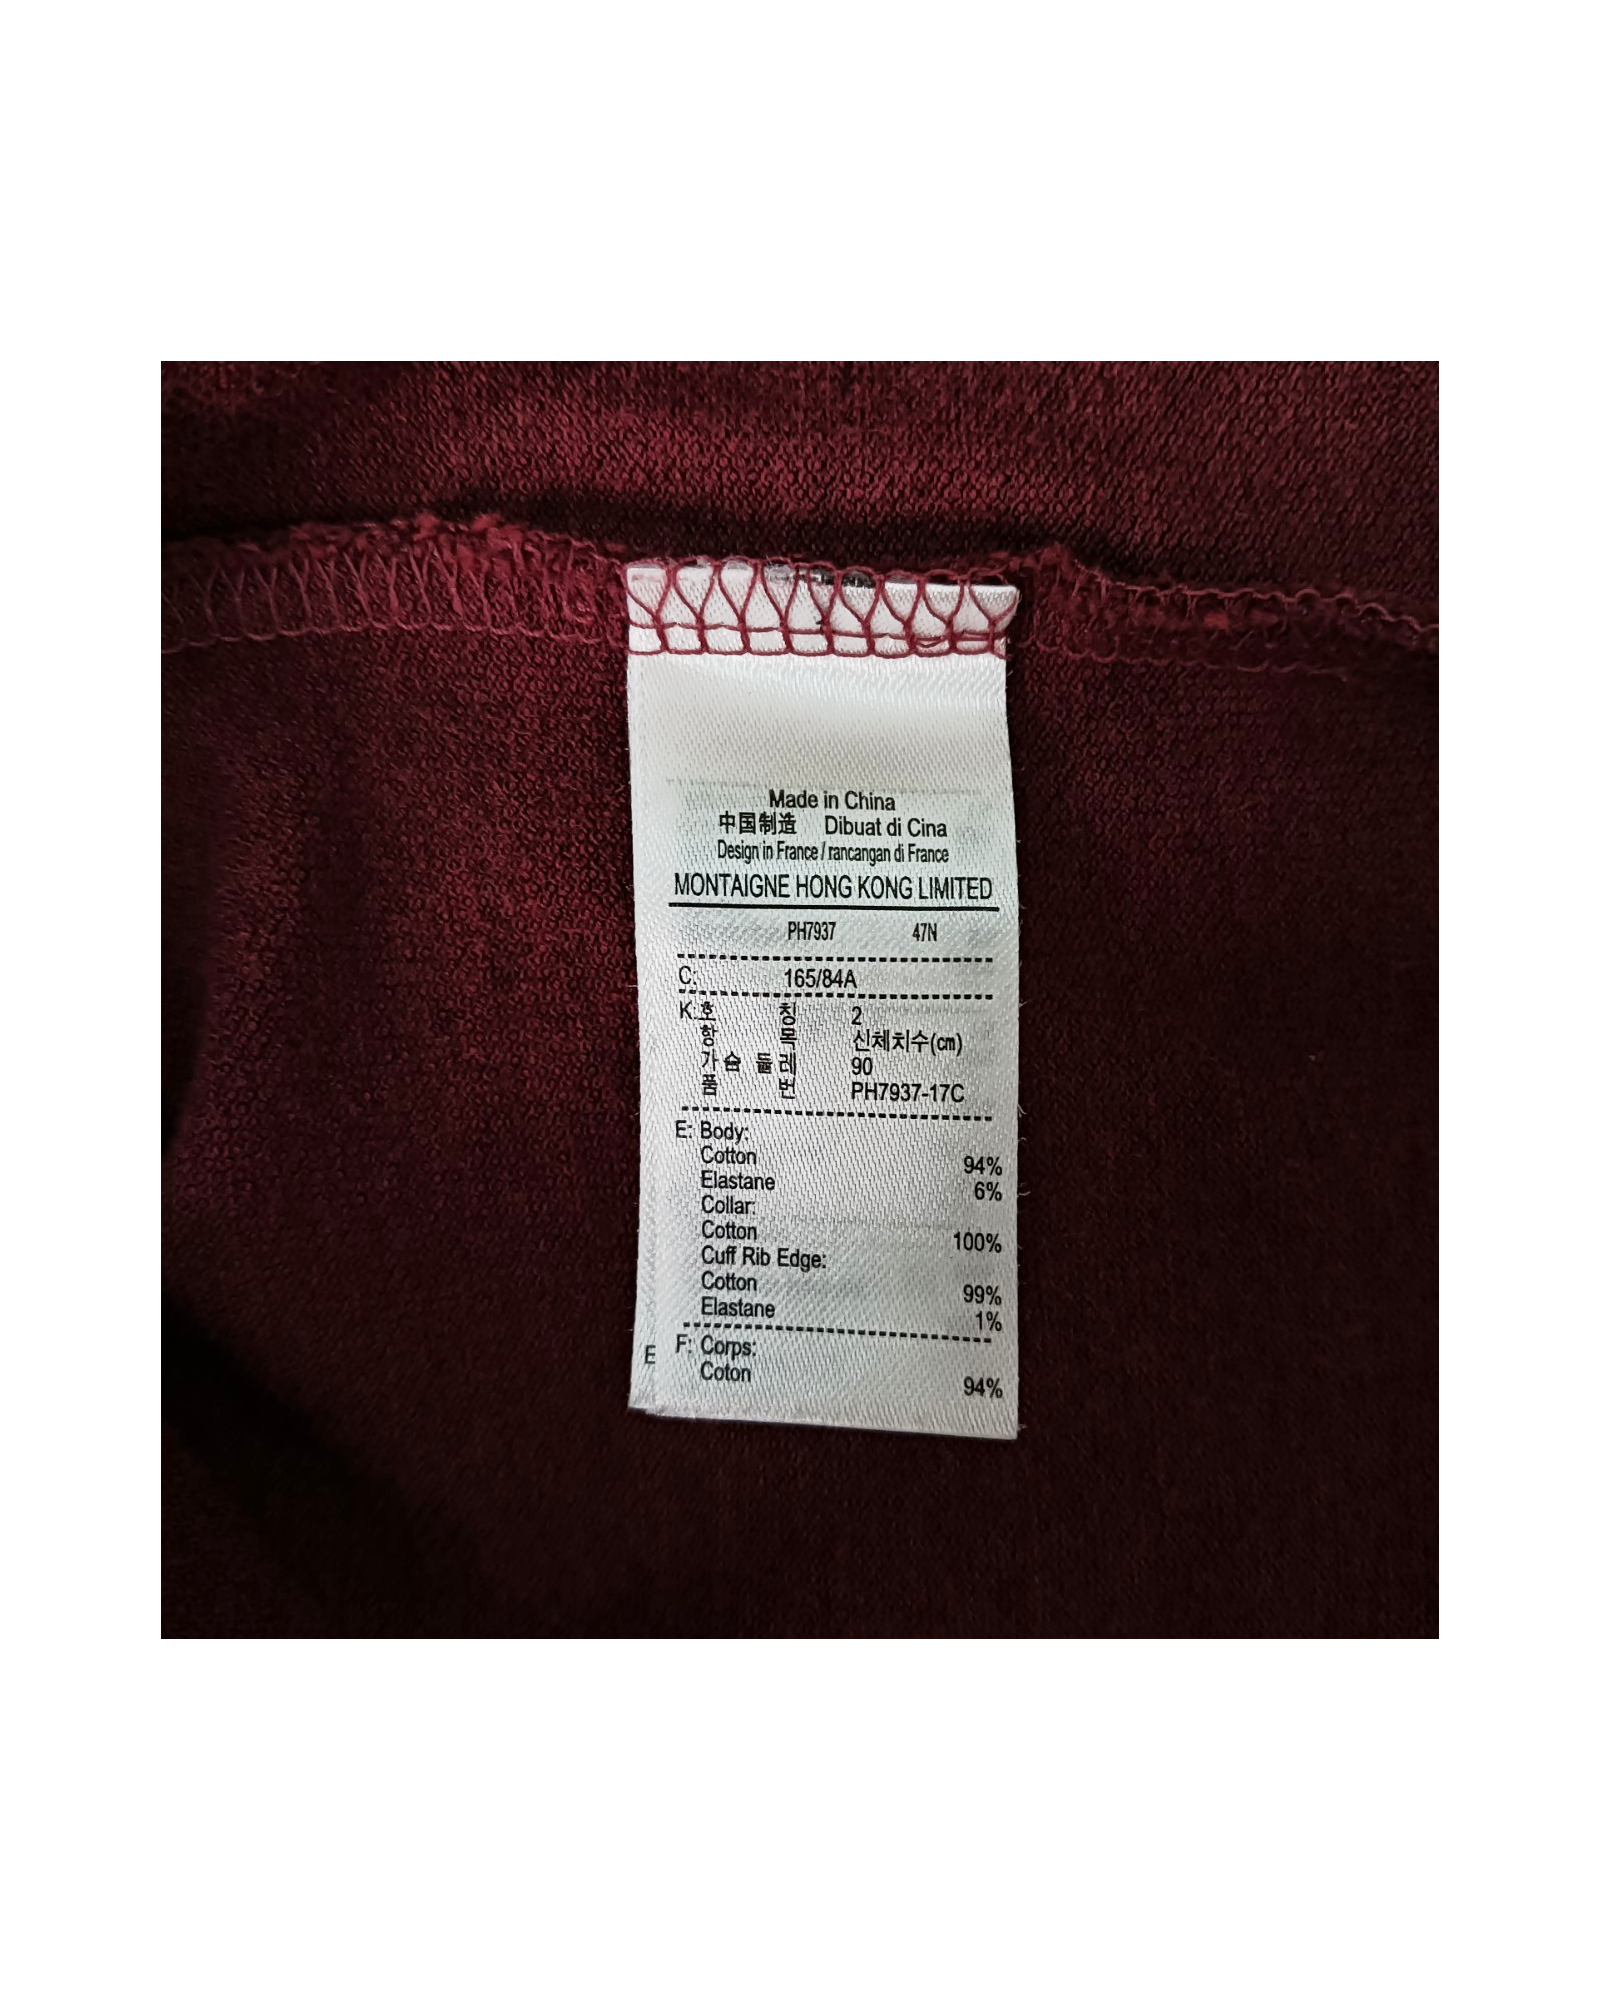 Made in China
中国制造 Dibuat di Cina
Design in France / rancangan di France
MONTAIGNE HONG KONG LIMITED
PH7937 47N
C: 165/84A
K:호 칭 2
항 목 신체치수(㎝)
가슴 둘레 90
품 번 PH7937-17C
E: Body:
Cotton 94%
Elastane 6%
Collar:
Cotton 100%
Cuff Rib Edge:
Cotton 99%
Elastane 1%
F: Corps:
Coton 94%
E